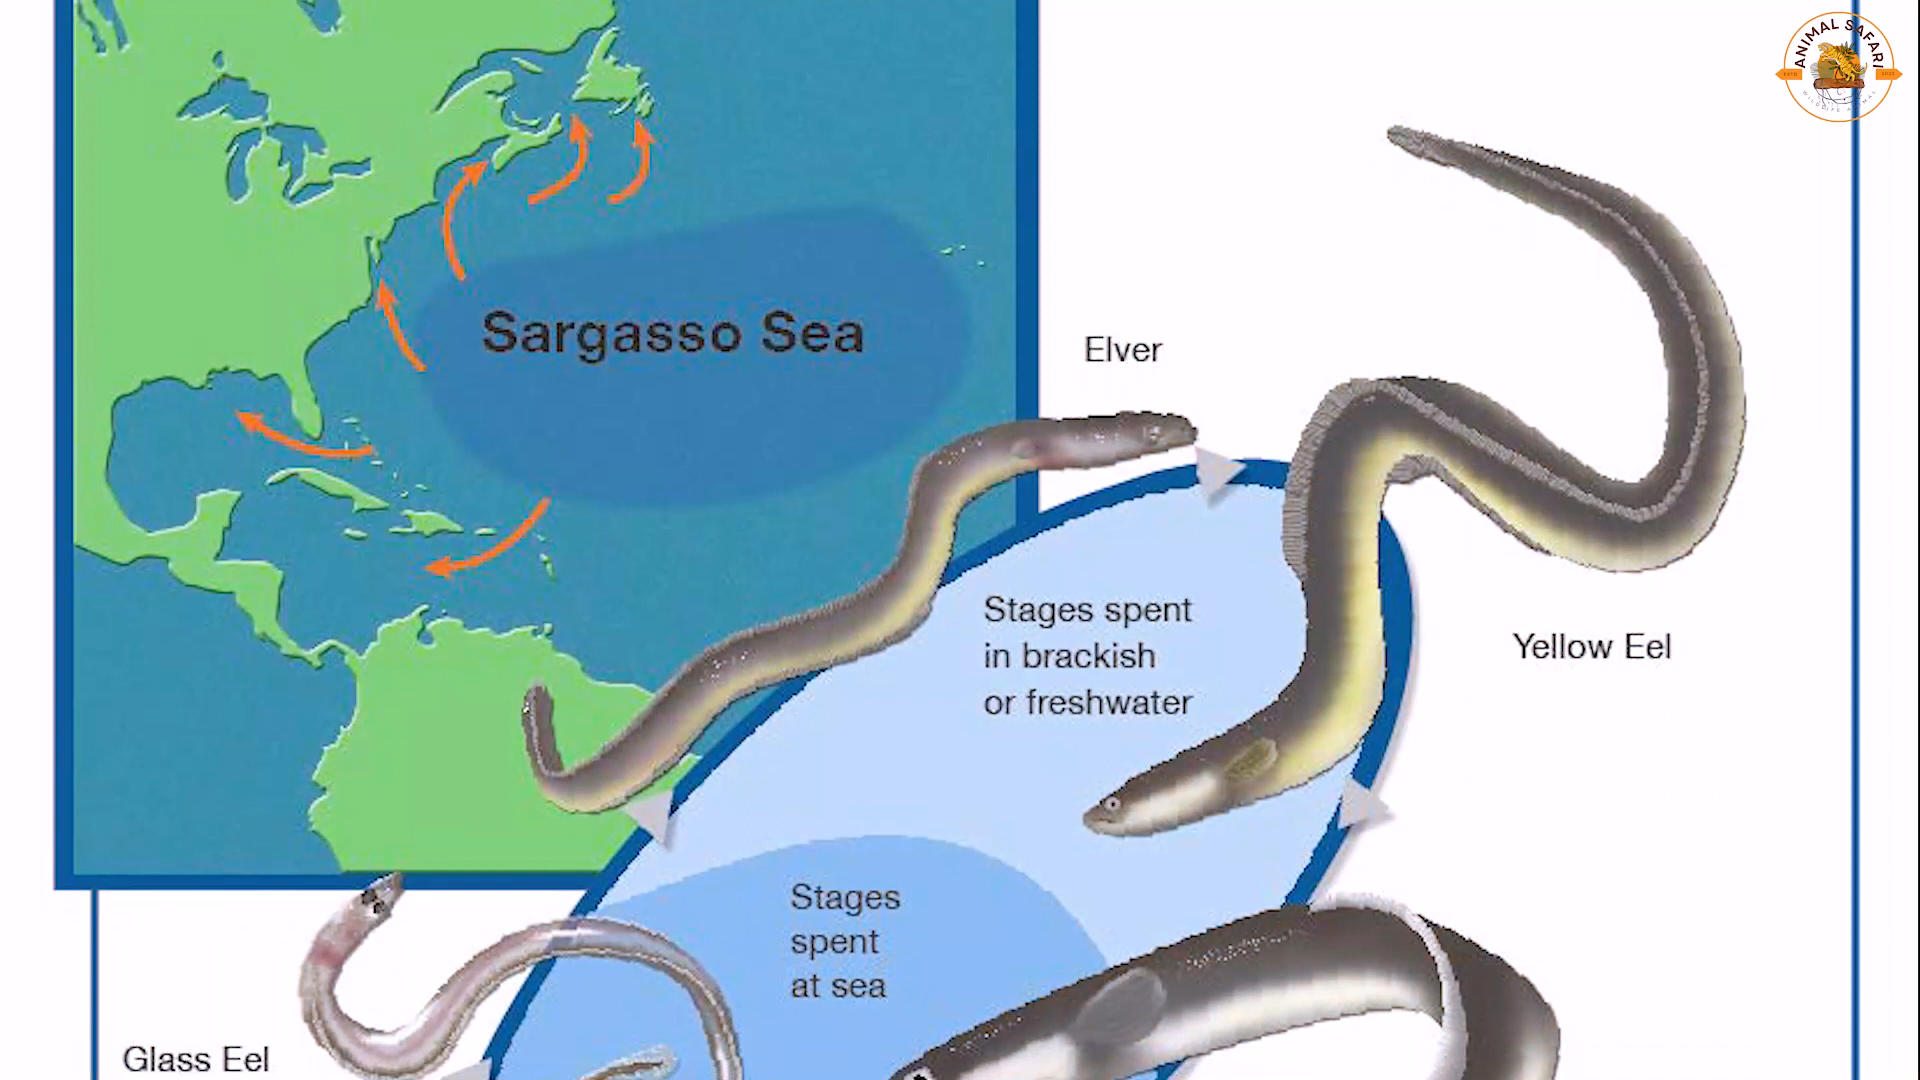 ANIMAL SAFARI
Sargasso Sea
Elver
Stages spent
in brackish
or freshwater
Yellow Eel
Stages
spent
at sea
Glass Eel